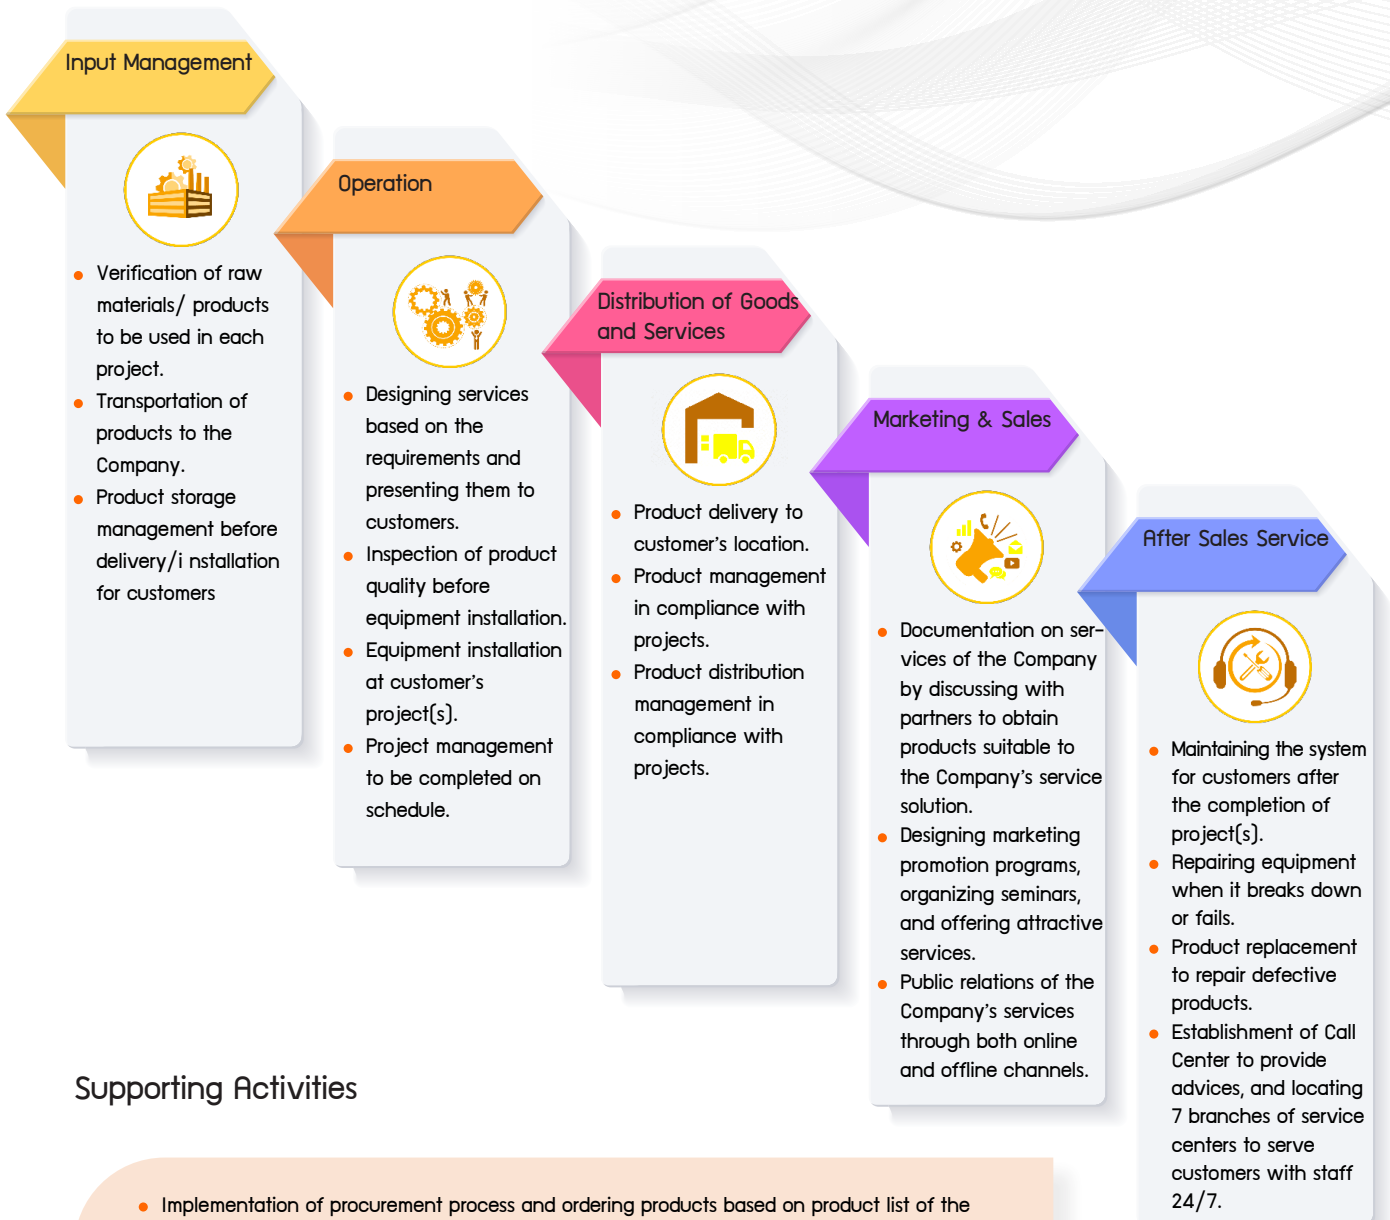 Input Management
Verification of raw
materials/ products
to be used in each
project.
Transportation of
products to the
Company.
Product storage
management before
delivery/i nstallation
for customers
Operation
Designing services
based on the
requirements and
presenting them to
customers.
Inspection of product
quality before
equipment installation.
Equipment installation
at customer's
project(s).
Project management
to be completed on
schedule.
Distribution of Goods
and Services
Product delivery to
customer's location.
Product management
in compliance with
projects.
Product distribution
management in
compliance with
projects.
Marketing & Sales
Documentation on ser-
vices of the Company
by discussing with
partners to obtain
products suitable to
the Company's service
solution.
Designing marketing
promotion programs,
organizing seminars,
and offering attractive
services.
Public relations of the
Company's services
through both online
and offline channels.
After Sales Service
Maintaining the system
for customers after
the completion of
project(s).
Repairing equipment
when it breaks down
or fails.
Product replacement
to repair defective
products.
Establishment of Call
Center to provide
advices, and locating
7 branches of service
centers to serve
customers with staff
24/7.
Supporting Activities
Implementation of procurement process and ordering products based on product list of the